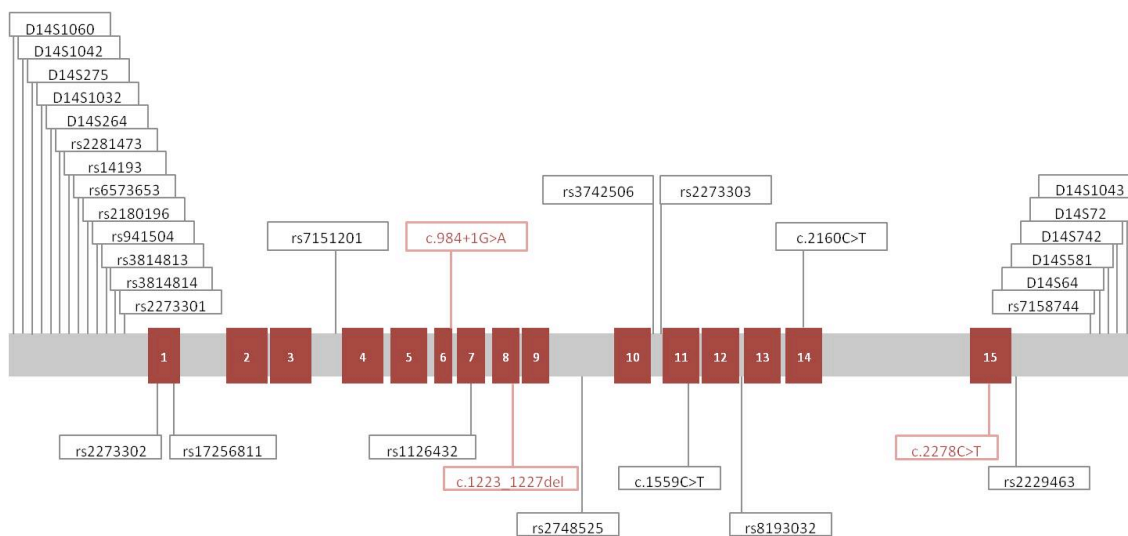 D14S1060
D14S1042
D14S275
D14S1032
D14S264
rs2281473
rs14193
rs6573653
rs2180196
rs941504
rs3814813
rs3814814
rs2273301
rs7151201
c.984+1G>A
rs3742506
rs2273303
c.2160C>T
D14S1043
D14S72
D14S742
D14S581
D14S64
rs7158744
1 2 3 4 5 6 7 8 9 10 11 12 13 14 15
rs2273302
rs17256811
rs1126432
c.1223_1227del
rs2748525
c.1559C>T
rs8193032
c.2278C>T
rs2229463